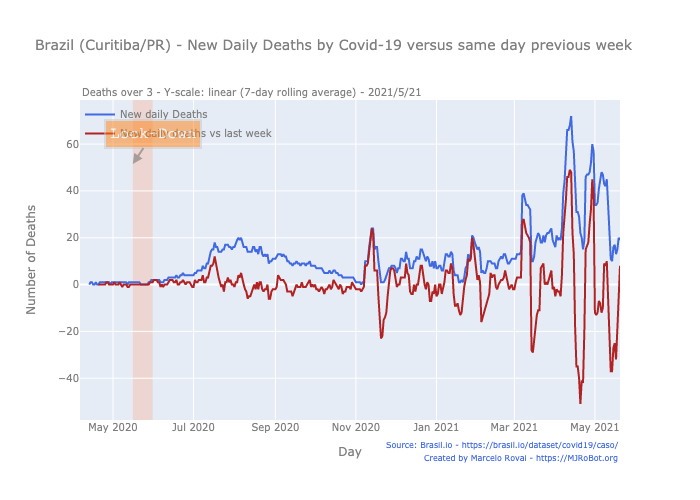 Brazil (Curitiba/PR) - New Daily Deaths by Covid-19 versus same day previous week
Deaths over 3 - Y-scale: linear (7-day rolling average) - 2021/5/21
New daily Deaths
New daily deaths vs last week
Number of Deaths
60
40
20
0
−20
−40
May 2020
Jul 2020
Sep 2020
Nov 2020
Jan 2021
Mar 2021
May 2021
Day
Source: Brasil.io - https://brasil.io/dataset/covid19/caso/
Created by Marcelo Rovai - https://MJRoBot.org